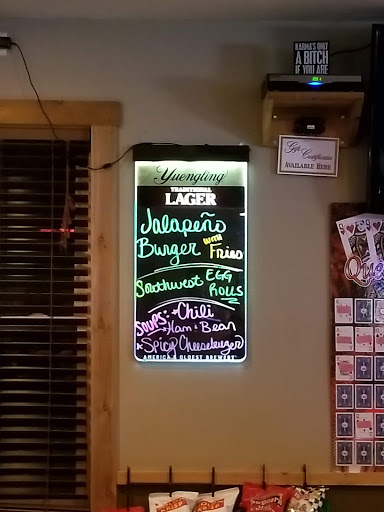 KARMA'S ONLY
A BITCH
IF YOU ARE
Gift Certificates
AVAILABLE HERE
Yuengling
TRADITIONAL
LAGER
Jalapeño
Burger WITH Fries
Southwest EGG
ROLLS
SOUPS: *Chili
*Ham & Bean
*Spicy Cheeseburger
AMERICA'S OLDEST BREWERY